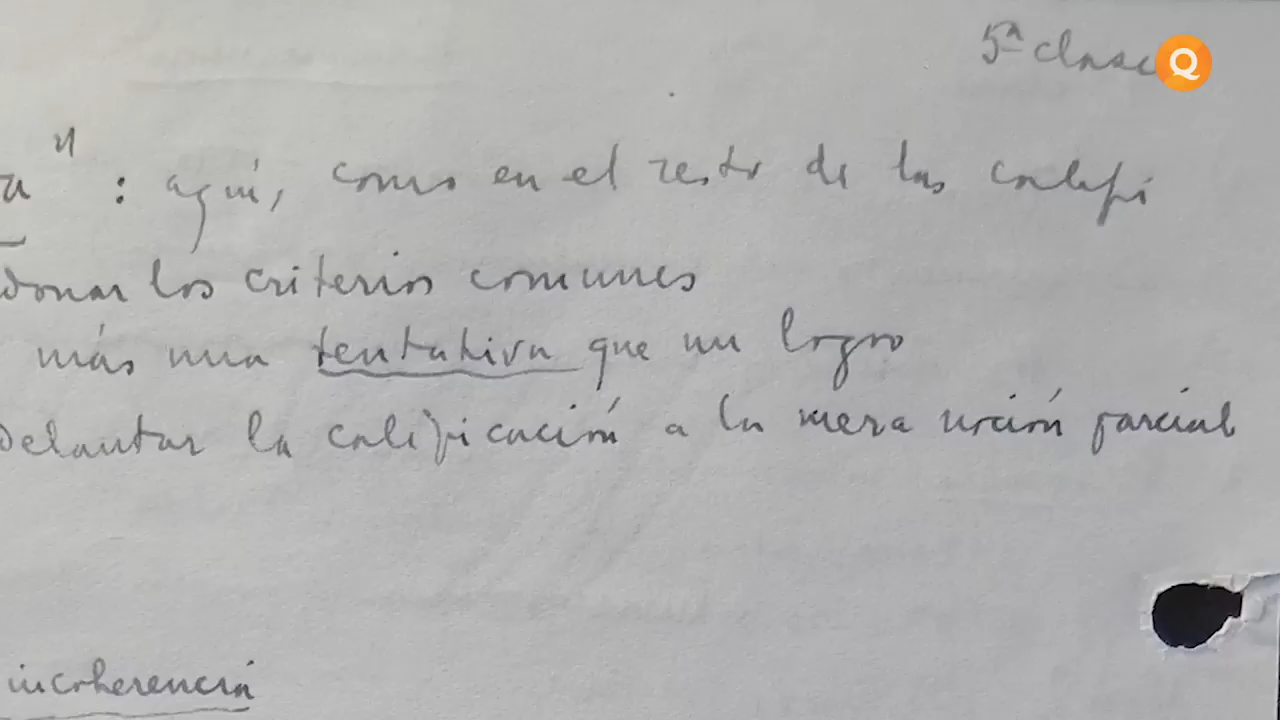 5ª clase
a" : aquí, como en el resto de las califi
donar los criterios comunes
más una tentativa que un logro
delantar la calificación a la mera noción parcial
incoherencia